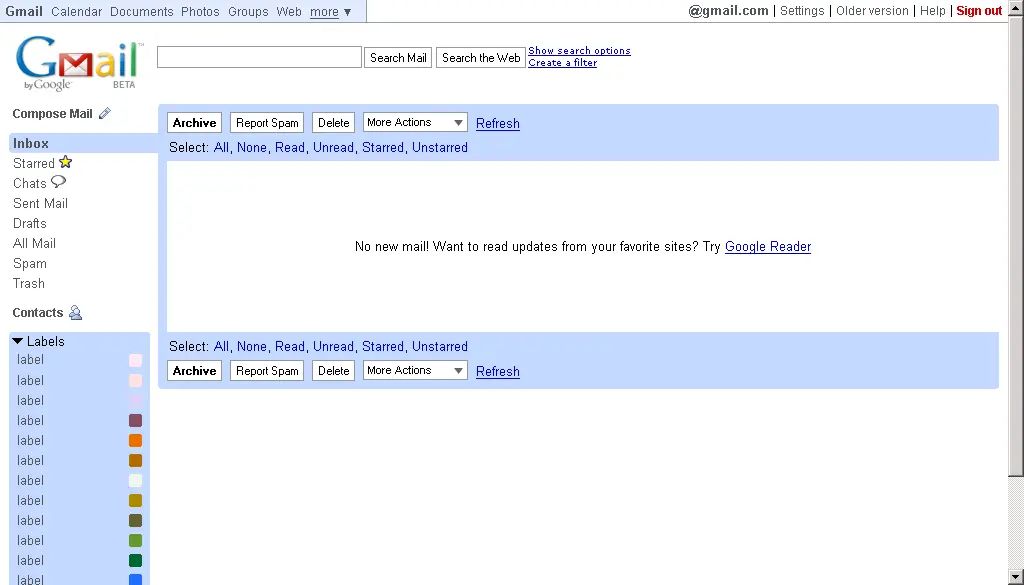 Gmail Calendar Documents Photos Groups Web more ▼
@gmail.com | Settings | Older version | Help | Sign out
Gmail™
by Google BETA
Search Mail Search the Web
Show search options
Create a filter
Compose Mail
Inbox
Starred
Chats
Sent Mail
Drafts
All Mail
Spam
Trash
Contacts
Labels
label
label
label
label
label
label
label
label
label
label
label
label
Archive Report Spam Delete More Actions Refresh
Select: All, None, Read, Unread, Starred, Unstarred
No new mail! Want to read updates from your favorite sites? Try Google Reader
Select: All, None, Read, Unread, Starred, Unstarred
Archive Report Spam Delete More Actions Refresh